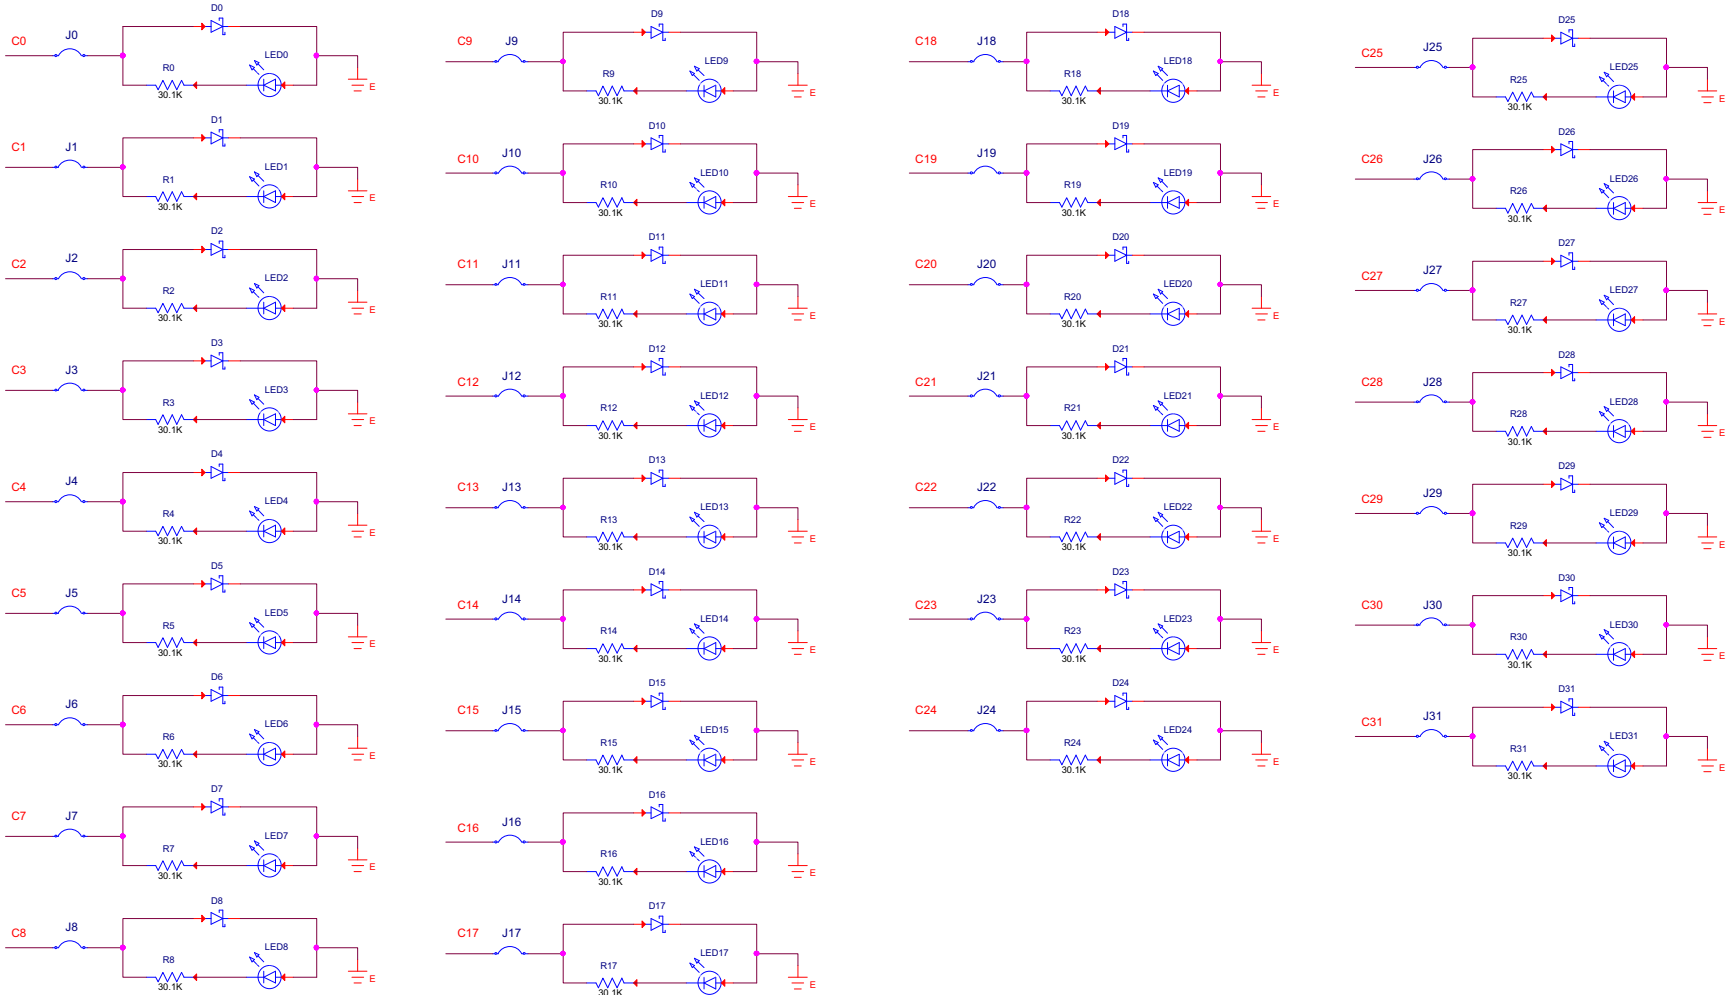 D0
C0 J0
LED0
R0
30.1K
E
D1
C1 J1
LED1
R1
30.1K
E
D2
C2 J2
LED2
R2
30.1K
E
D3
C3 J3
LED3
R3
30.1K
E
D4
C4 J4
LED4
R4
30.1K
E
D5
C5 J5
LED5
R5
30.1K
E
D6
C6 J6
LED6
R6
30.1K
E
D7
C7 J7
LED7
R7
30.1K
E
D8
C8 J8
LED8
R8
30.1K
E
D9
C9 J9
LED9
R9
30.1K
E
D10
C10 J10
LED10
R10
30.1K
E
D11
C11 J11
LED11
R11
30.1K
E
D12
C12 J12
LED12
R12
30.1K
E
D13
C13 J13
LED13
R13
30.1K
E
D14
C14 J14
LED14
R14
30.1K
E
D15
C15 J15
LED15
R15
30.1K
E
D16
C16 J16
LED16
R16
30.1K
E
D17
C17 J17
LED17
R17
30.1K
E
D18
C18 J18
LED18
R18
30.1K
E
D19
C19 J19
LED19
R19
30.1K
E
D20
C20 J20
LED20
R20
30.1K
E
D21
C21 J21
LED21
R21
30.1K
E
D22
C22 J22
LED22
R22
30.1K
E
D23
C23 J23
LED23
R23
30.1K
E
D24
C24 J24
LED24
R24
30.1K
E
D25
C25 J25
LED25
R25
30.1K
E
D26
C26 J26
LED26
R26
30.1K
E
D27
C27 J27
LED27
R27
30.1K
E
D28
C28 J28
LED28
R28
30.1K
E
D29
C29 J29
LED29
R29
30.1K
E
D30
C30 J30
LED30
R30
30.1K
E
D31
C31 J31
LED31
R31
30.1K
E